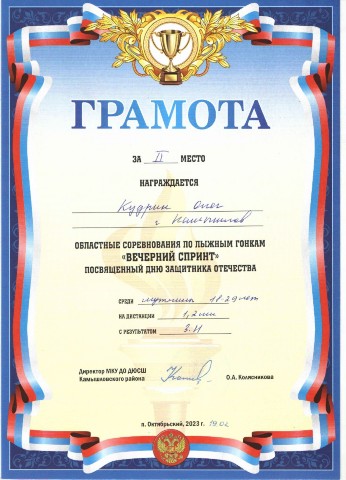 ГРАМОТА
ЗА II МЕСТО
НАГРАЖДАЕТСЯ
Кудрин Олег
г. Камышлов
ОБЛАСТНЫЕ СОРЕВНОВАНИЯ ПО ЛЫЖНЫМ ГОНКАМ
«ВЕЧЕРНИЙ СПРИНТ»
ПОСВЯЩЕННЫЙ ДНЮ ЗАЩИТНИКА ОТЕЧЕСТВА
СРЕДИ мужчины 18-29 лет
НА ДИСТАНЦИИ 1,2 км
С РЕЗУЛЬТАТОМ 3.11
Директор МКУ ДО ДЮСШ
Камышловского района О.А. Колясникова
п. Октябрьский, 2023 г. 19.02